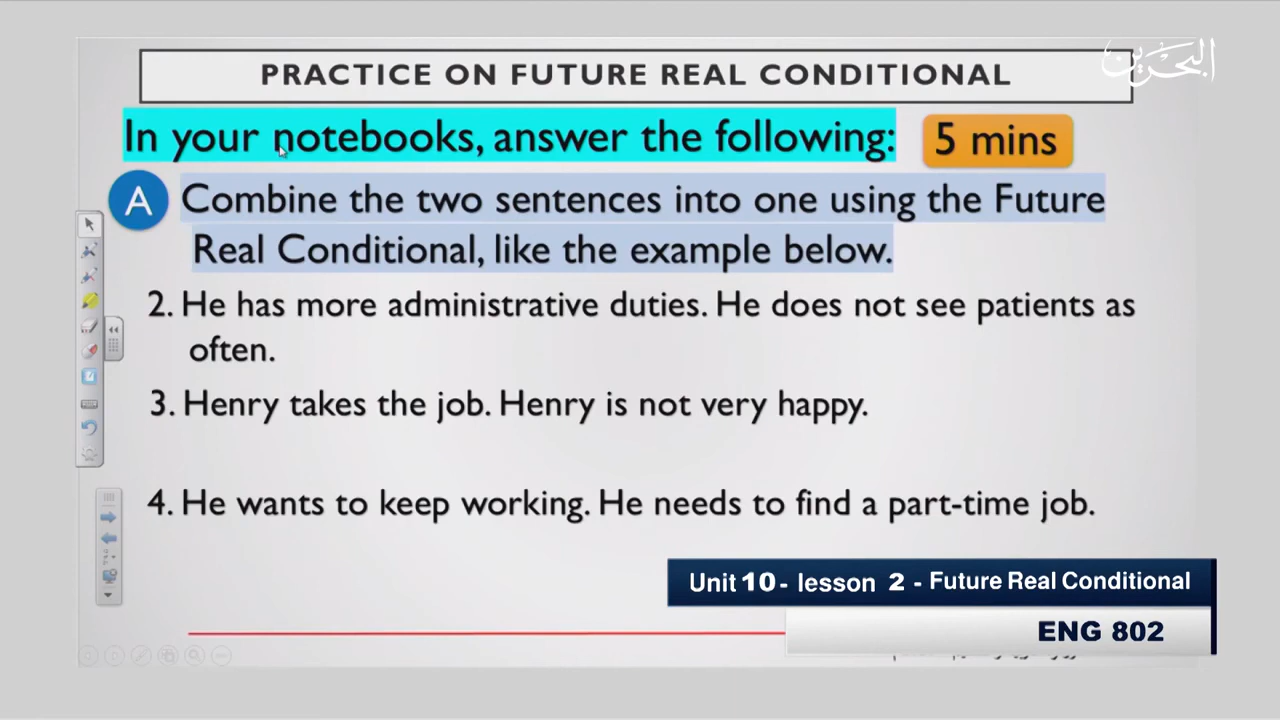 البحرين
PRACTICE ON FUTURE REAL CONDITIONAL
In your notebooks, answer the following:
5 mins
A
Combine the two sentences into one using the Future
Real Conditional, like the example below.
2. He has more administrative duties. He does not see patients as
often.
3. Henry takes the job. Henry is not very happy.
4. He wants to keep working. He needs to find a part-time job.
Unit 10 - lesson 2 - Future Real Conditional
ENG 802